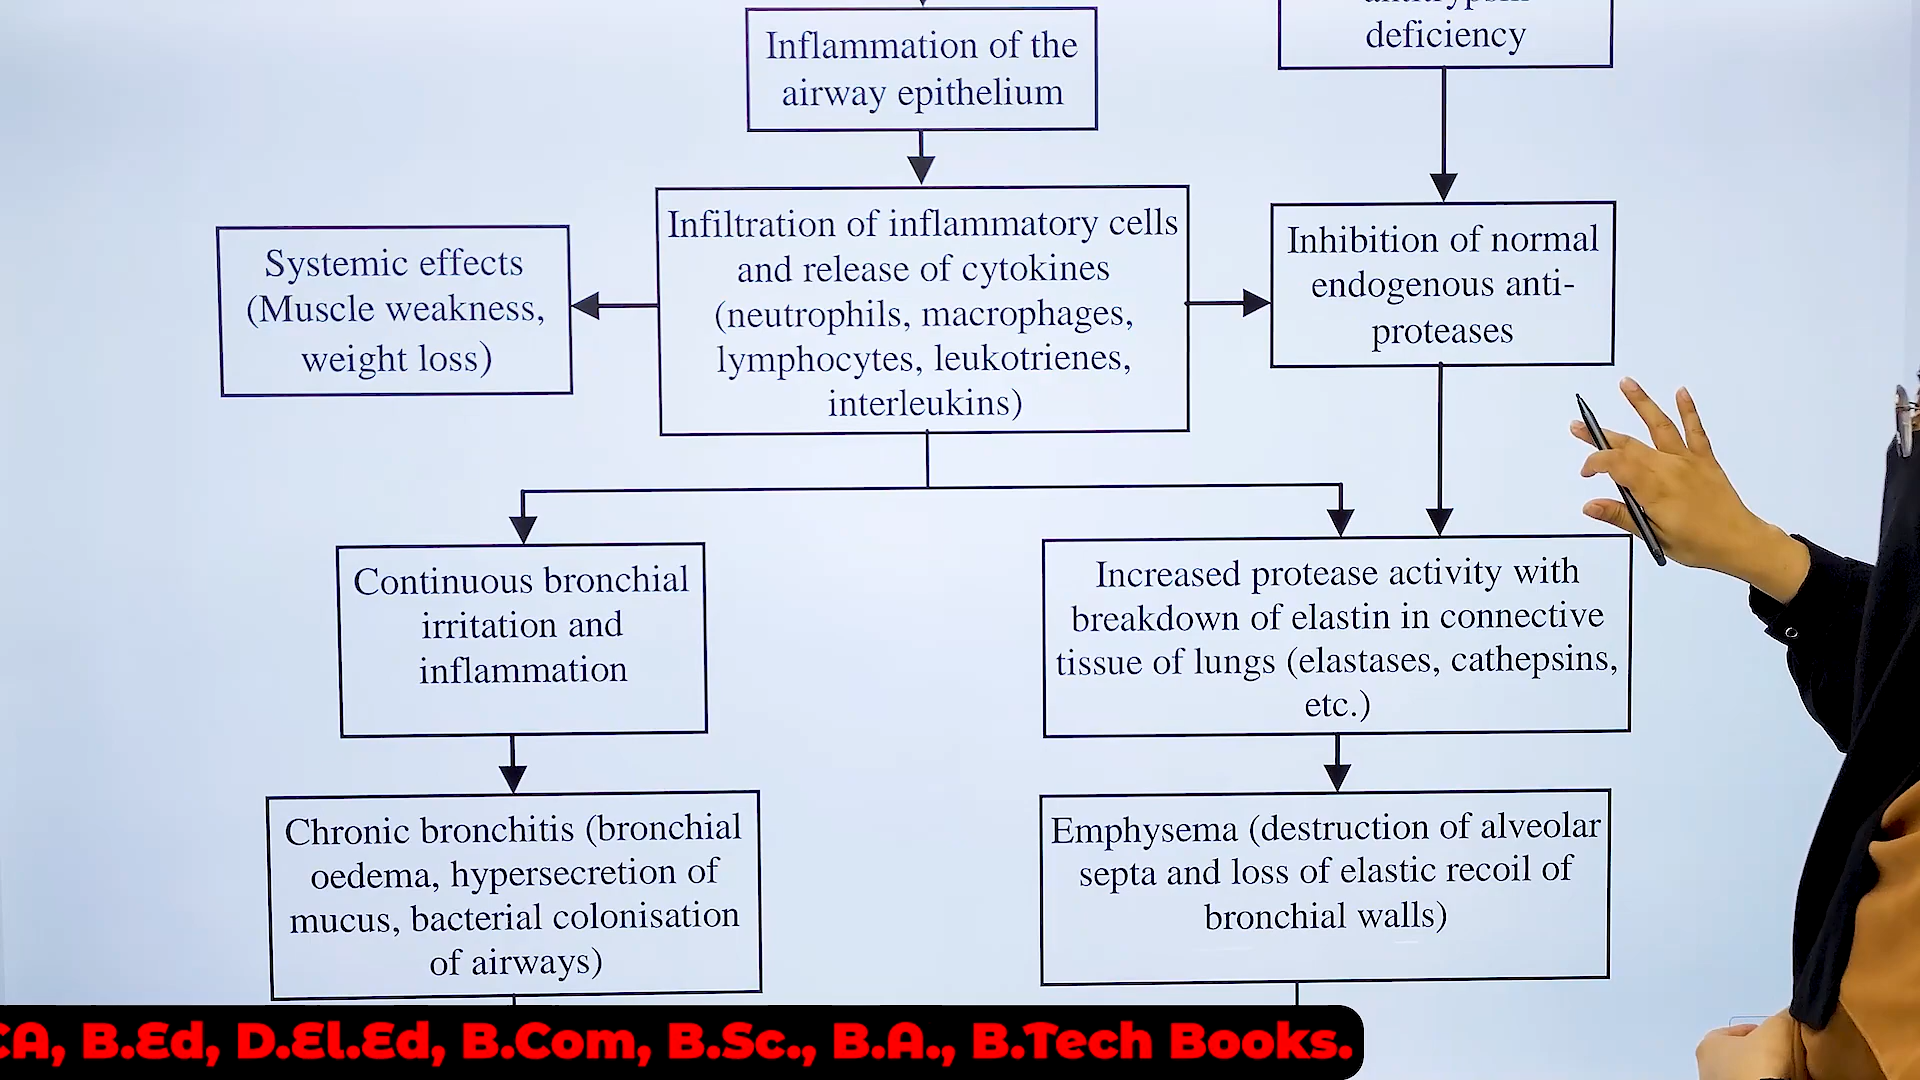 Inflammation of the
airway epithelium
deficiency
Infiltration of inflammatory cells
and release of cytokines
(neutrophils, macrophages,
lymphocytes, leukotrienes,
interleukins)
Systemic effects
(Muscle weakness,
weight loss)
Inhibition of normal
endogenous anti-
proteases
Continuous bronchial
irritation and
inflammation
Increased protease activity with
breakdown of elastin in connective
tissue of lungs (elastases, cathepsins,
etc.)
Chronic bronchitis (bronchial
oedema, hypersecretion of
mucus, bacterial colonisation
of airways)
Emphysema (destruction of alveolar
septa and loss of elastic recoil of
bronchial walls)
CA, B.Ed, D.El.Ed, B.Com, B.Sc., B.A., B.Tech Books.